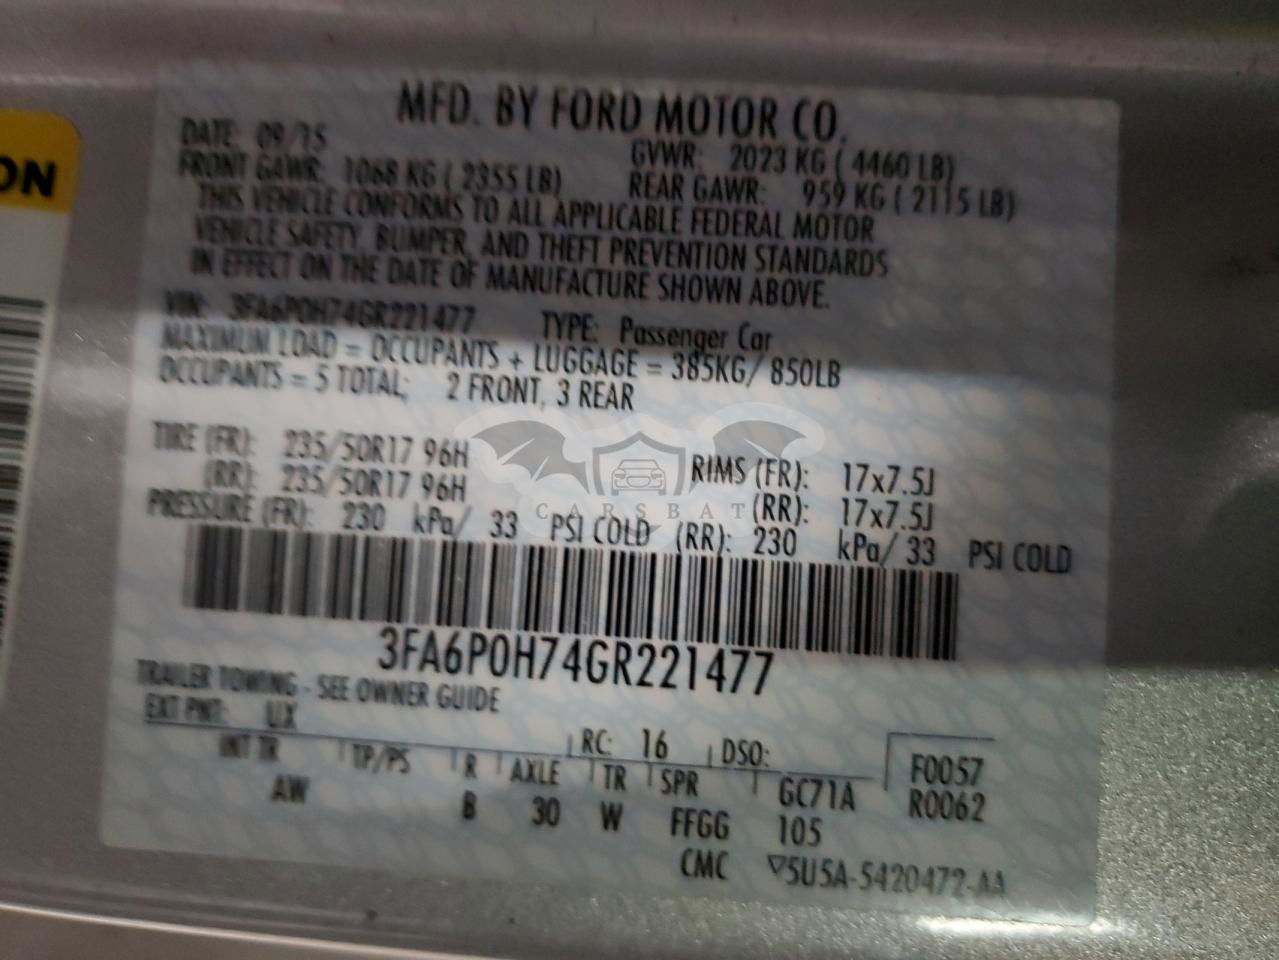 MFD. BY FORD MOTOR CO.
DATE: 09/15 GVWR: 2023 KG ( 4460 LB)
FRONT GAWR: 1068 KG ( 2355 LB) REAR GAWR: 959 KG ( 2115 LB)
THIS VEHICLE CONFORMS TO ALL APPLICABLE FEDERAL MOTOR
VEHICLE SAFETY, BUMPER, AND THEFT PREVENTION STANDARDS
IN EFFECT ON THE DATE OF MANUFACTURE SHOWN ABOVE.
VIN: 3FA6P0H74GR221477 TYPE: Passenger Car
MAXIMUM LOAD = OCCUPANTS + LUGGAGE = 385KG/ 850LB
OCCUPANTS = 5 TOTAL; 2 FRONT, 3 REAR
TIRE (FR): 235/50R17 96H RIMS (FR): 17x7.5J
(RR): 235/50R17 96H (RR): 17x7.5J
PRESSURE (FR): 230 kPa/ 33 PSI COLD (RR): 230 kPa/ 33 PSI COLD
CARSBAT
3FA6P0H74GR221477
TRAILER TOWING - SEE OWNER GUIDE
EXT PNT: UX RC: 16 DSO: F0057
INT TR TP/PS R AXLE TR SPR GC71A R0062
AW B 30 W FFGG 105
CMC ▽5U5A-5420472-AA
ON